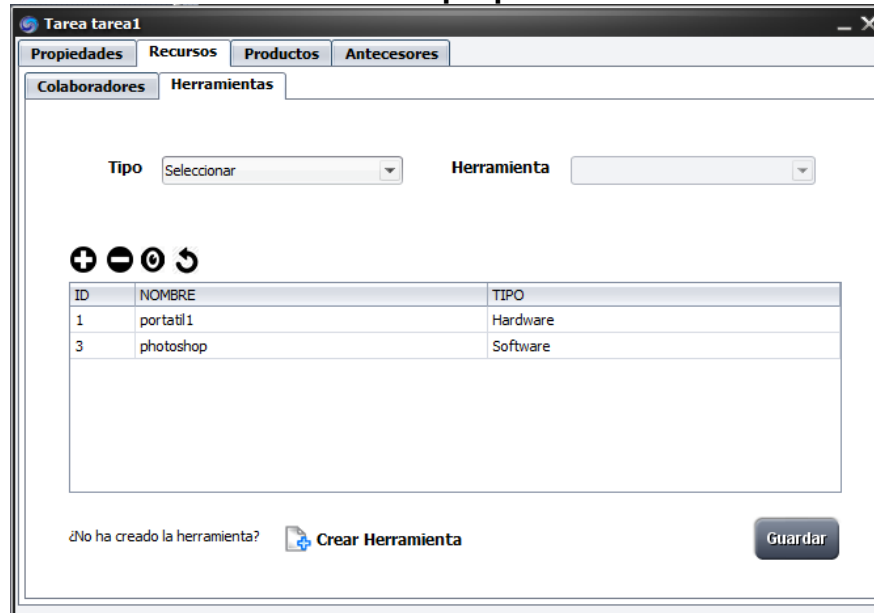 Tarea tarea1
Propiedades Recursos Productos Antecesores
Colaboradores Herramientas
Tipo Seleccionar Herramienta
ID NOMBRE TIPO
1 portatil1 Hardware
3 photoshop Software
¿No ha creado la herramienta? Crear Herramienta Guardar